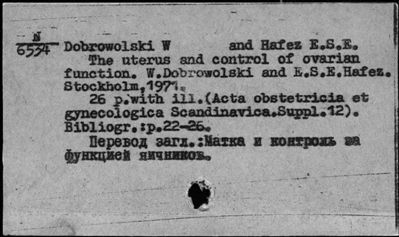 N
6534
Dobrowolski W and Hafez E.S.E.
The uterus and control of ovarian
function. W.Dobrowolski and E.S.E.Hafez.
Stockholm,1971.
26 p.with ill.(Acta obstetricia et
gynecologica Scandinavica.Suppl.12).
Bibliogr.:p.22-26.
Перевод загл.:Матка и контроль за
функцией яичников.